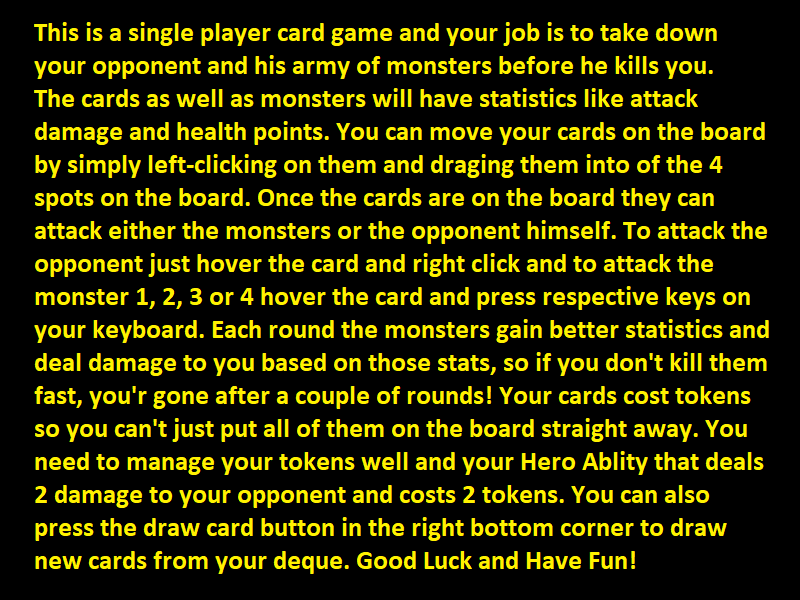 This is a single player card game and your job is to take down
your opponent and his army of monsters before he kills you.
The cards as well as monsters will have statistics like attack
damage and health points. You can move your cards on the board
by simply left-clicking on them and draging them into of the 4
spots on the board. Once the cards are on the board they can
attack either the monsters or the opponent himself. To attack the
opponent just hover the card and right click and to attack the
monster 1, 2, 3 or 4 hover the card and press respective keys on
your keyboard. Each round the monsters gain better statistics and
deal damage to you based on those stats, so if you don't kill them
fast, you'r gone after a couple of rounds! Your cards cost tokens
so you can't just put all of them on the board straight away. You
need to manage your tokens well and your Hero Ablity that deals
2 damage to your opponent and costs 2 tokens. You can also
press the draw card button in the right bottom corner to draw
new cards from your deque. Good Luck and Have Fun!